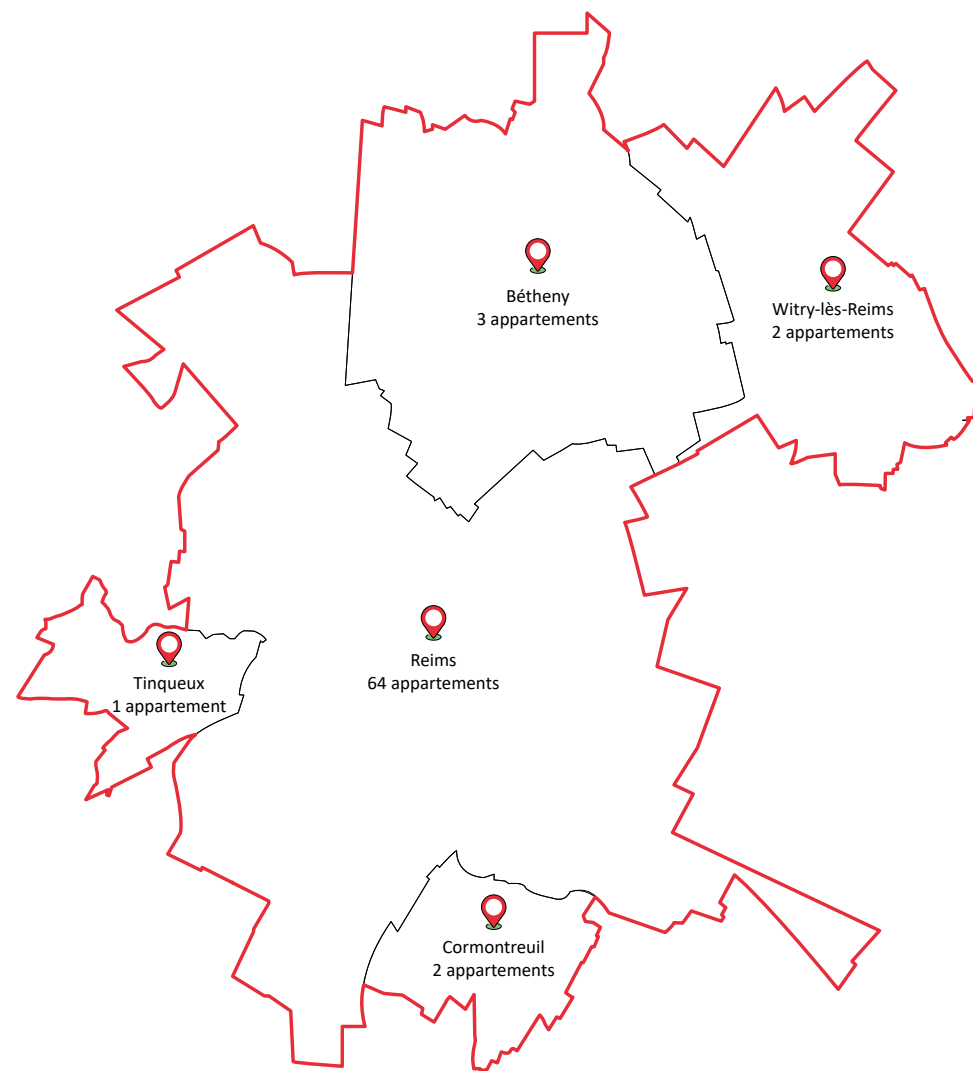 Bétheny
3 appartements
Witry-lès-Reims
2 appartements
Reims
64 appartements
Tinqueux
1 appartement
Cormontreuil
2 appartements